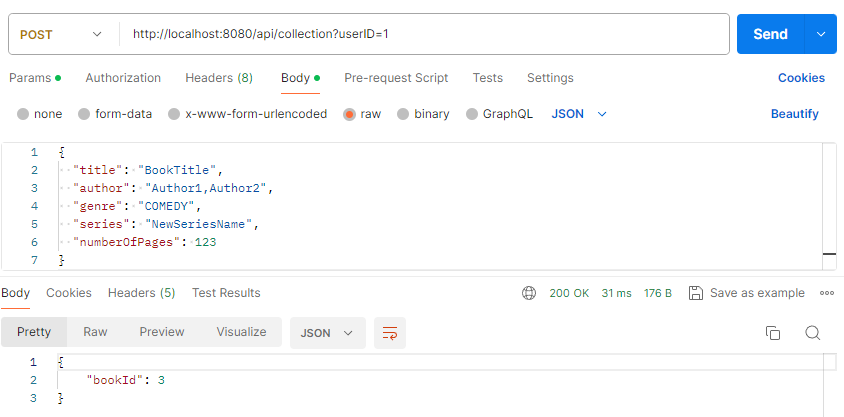 POST http://localhost:8080/api/collection?userID=1 Send
Params Authorization Headers (8) Body Pre-request Script Tests Settings Cookies
none form-data x-www-form-urlencoded raw binary GraphQL JSON Beautify
1 {
2 "title": "BookTitle",
3 "author": "Author1,Author2",
4 "genre": "COMEDY",
5 "series": "NewSeriesName",
6 "numberOfPages": 123
7 }
Body Cookies Headers (5) Test Results 200 OK 31 ms 176 B Save as example
Pretty Raw Preview Visualize JSON
1 {
2 "bookId": 3
3 }